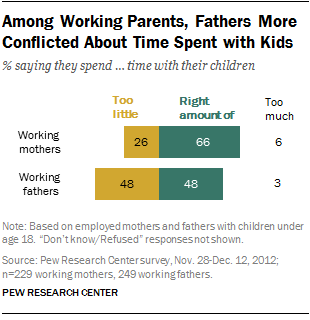 Among Working Parents, Fathers More
Conflicted About Time Spent with Kids
% saying they spend ... time with their children
Too little Right amount of Too much
Working mothers 26 66 6
Working fathers 48 48 3
Note: Based on employed mothers and fathers with children under
age 18. "Don't know/Refused" responses not shown.
Source: Pew Research Center survey, Nov. 28-Dec. 12, 2012;
n=229 working mothers, 249 working fathers.
PEW RESEARCH CENTER